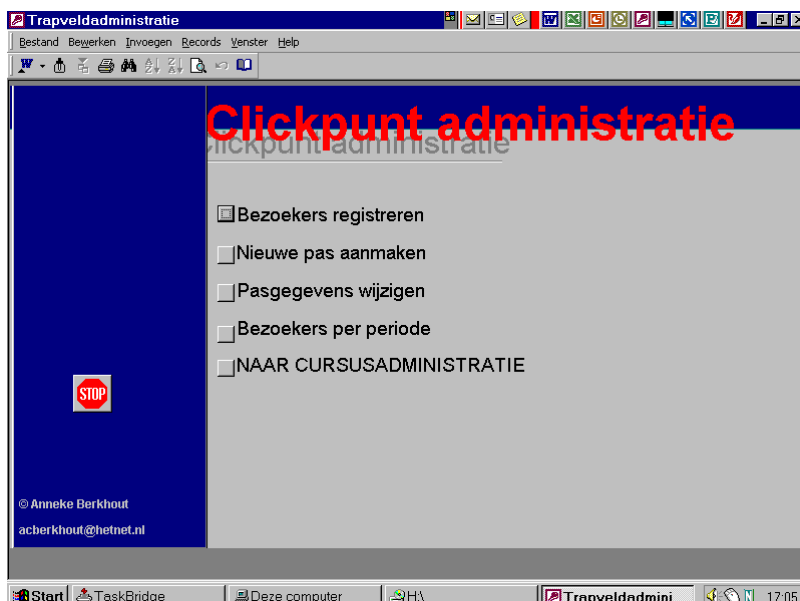 Trapveldadministratie
Bestand Bewerken Invoegen Records Venster Help
Clickpunt administratie
Clickpunt administratie
Bezoekers registreren
Nieuwe pas aanmaken
Pasgegevens wijzigen
Bezoekers per periode
NAAR CURSUSADMINISTRATIE
STOP
© Anneke Berkhout
acberkhout@hetnet.nl
Start TaskBridge Deze computer H:\ Trapveldadmini 17:05